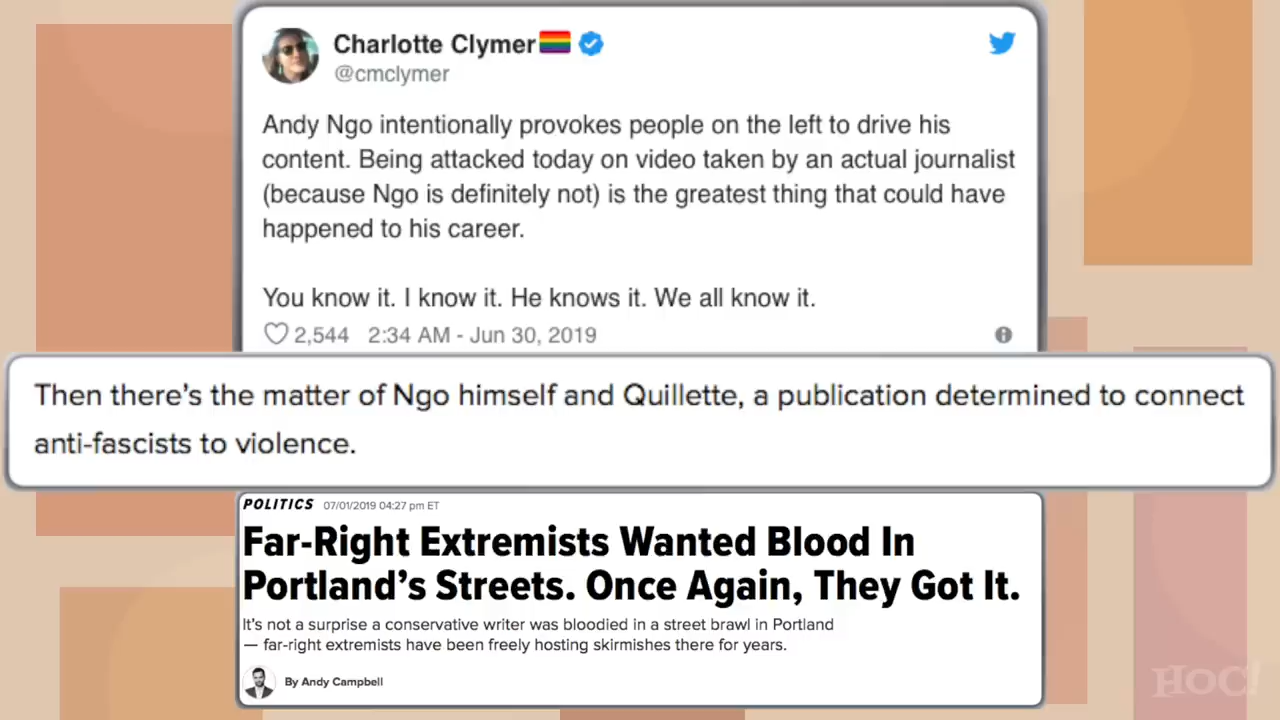 Charlotte Clymer
@cmclymer
Andy Ngo intentionally provokes people on the left to drive his
content. Being attacked today on video taken by an actual journalist
(because Ngo is definitely not) is the greatest thing that could have
happened to his career.
You know it. I know it. He knows it. We all know it.
2,544 2:34 AM - Jun 30, 2019
Then there's the matter of Ngo himself and Quillette, a publication determined to connect
anti-fascists to violence.
POLITICS 07/01/2019 04:27 pm ET
Far-Right Extremists Wanted Blood In
Portland's Streets. Once Again, They Got It.
It's not a surprise a conservative writer was bloodied in a street brawl in Portland
— far-right extremists have been freely hosting skirmishes there for years.
By Andy Campbell
HOC!